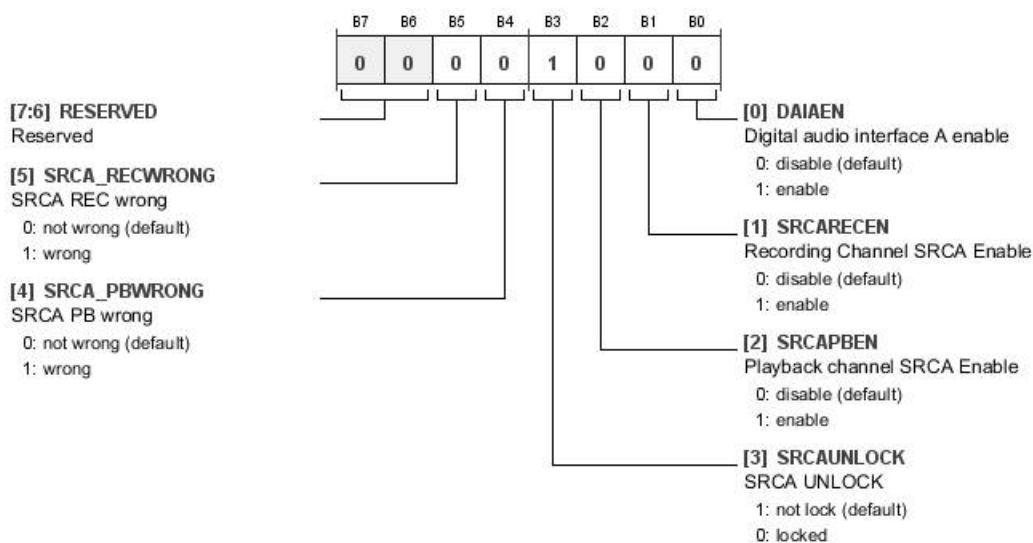 B7 B6 B5 B4 B3 B2 B1 B0
0 0 0 0 1 0 0 0
[7:6] RESERVED
Reserved
[5] SRCA_RECWRONG
SRCA REC wrong
0: not wrong (default)
1: wrong
[4] SRCA_PBWRONG
SRCA PB wrong
0: not wrong (default)
1: wrong
[0] DAIAEN
Digital audio interface A enable
0: disable (default)
1: enable
[1] SRCARECEN
Recording Channel SRCA Enable
0: disable (default)
1: enable
[2] SRCAPBEN
Playback channel SRCA Enable
0: disable (default)
1: enable
[3] SRCAUNLOCK
SRCA UNLOCK
1: not lock (default)
0: locked